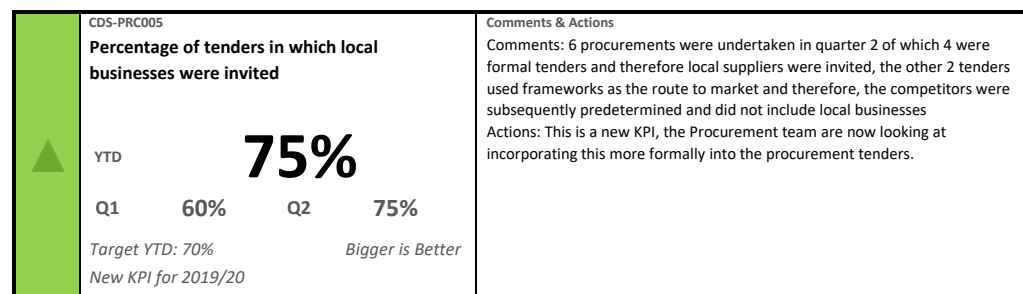 CDS-PRC005
Percentage of tenders in which local
businesses were invited
YTD 75%
Q1 60% Q2 75%
Target YTD: 70% Bigger is Better
New KPI for 2019/20
Comments & Actions
Comments: 6 procurements were undertaken in quarter 2 of which 4 were
formal tenders and therefore local suppliers were invited, the other 2 tenders
used frameworks as the route to market and therefore, the competitors were
subsequently predetermined and did not include local businesses
Actions: This is a new KPI, the Procurement team are now looking at
incorporating this more formally into the procurement tenders.